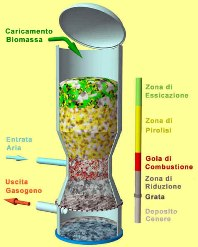 Caricamento
Biomassa
Zona di
Essicazione
Zona di
Pirolisi
Entrata
Aria
Gola di
Combustione
Zona di
Riduzione
Uscita
Gasogeno
Grata
Deposito
Cenere